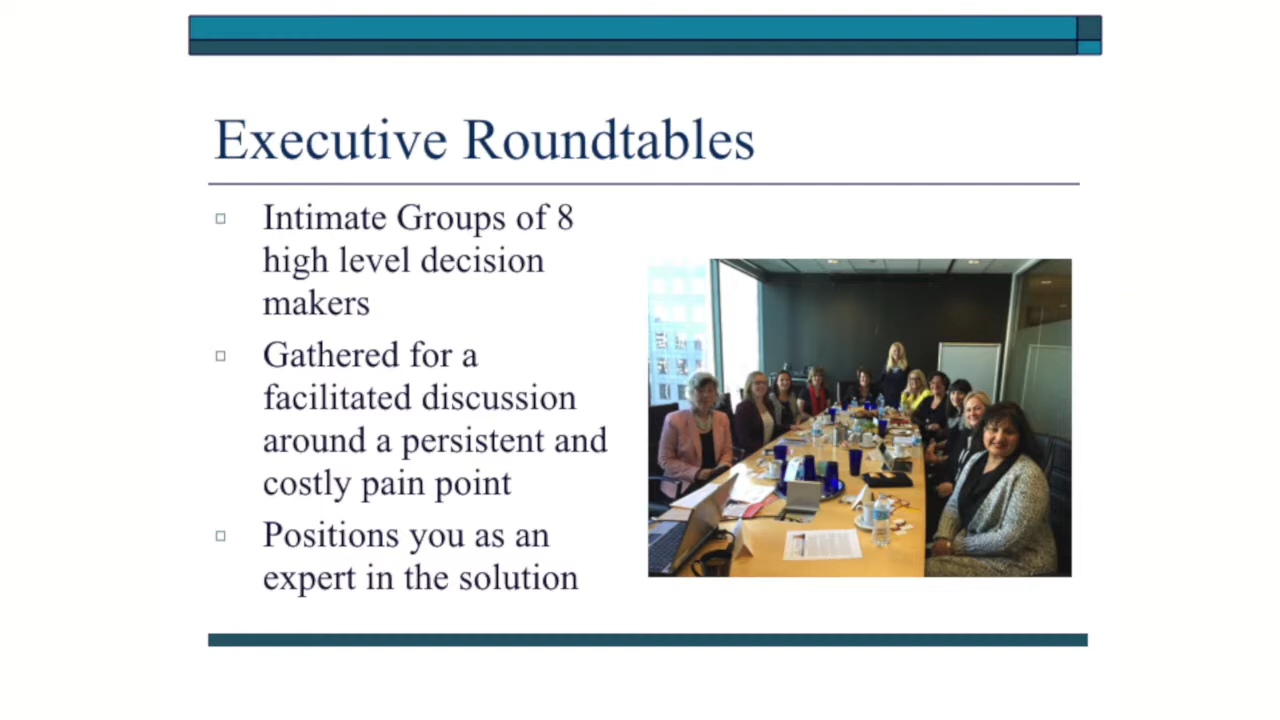 Executive Roundtables
Intimate Groups of 8
high level decision
makers
Gathered for a
facilitated discussion
around a persistent and
costly pain point
Positions you as an
expert in the solution